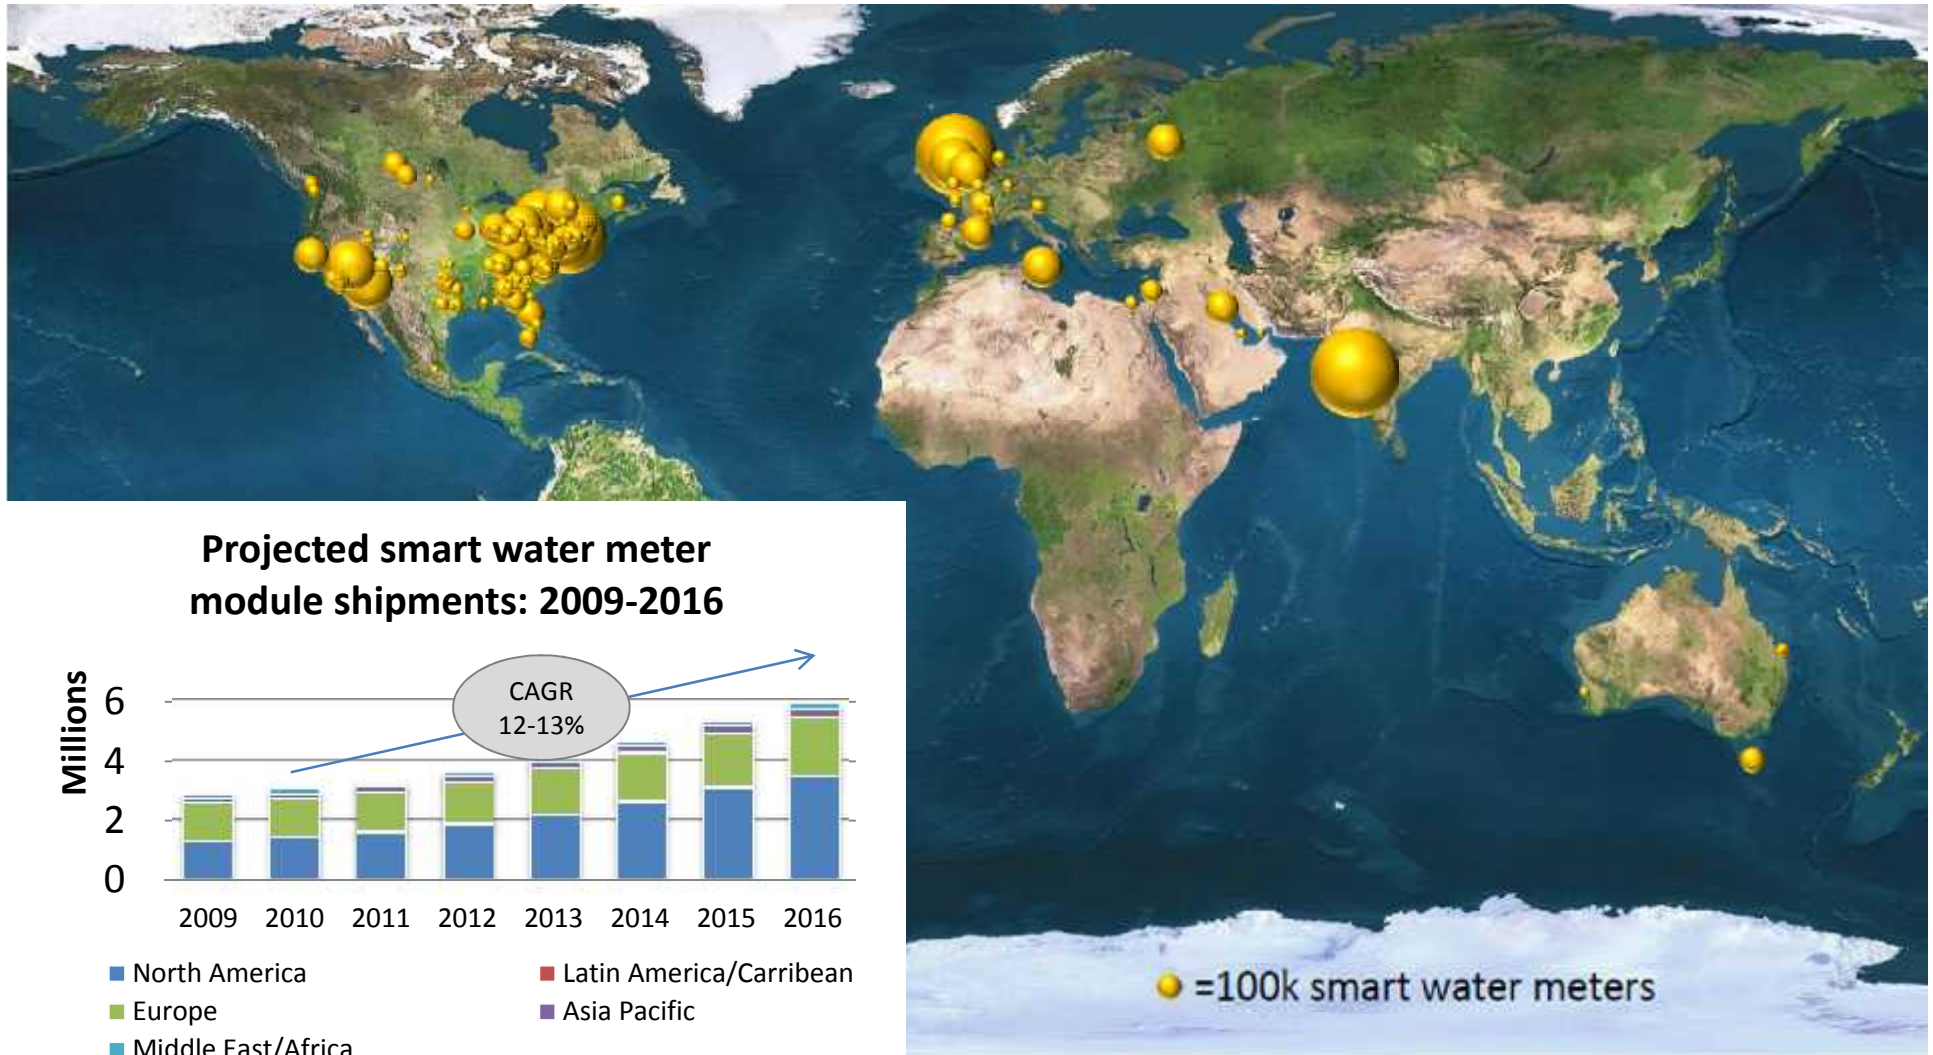 Projected smart water meter
module shipments: 2009-2016
Millions
6
4
2
0
CAGR
12-13%
2009 2010 2011 2012 2013 2014 2015 2016
North America
Latin America/Carribean
Europe
Asia Pacific
Middle East/Africa
=100k smart water meters